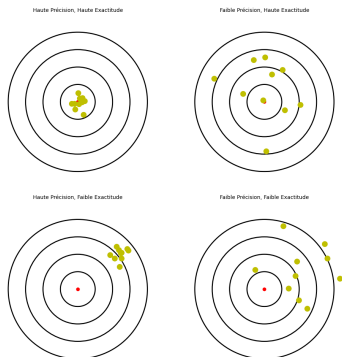 Haute Précision, Haute Exactitude
Faible Précision, Haute Exactitude
Haute Précision, Faible Exactitude
Faible Précision, Faible Exactitude